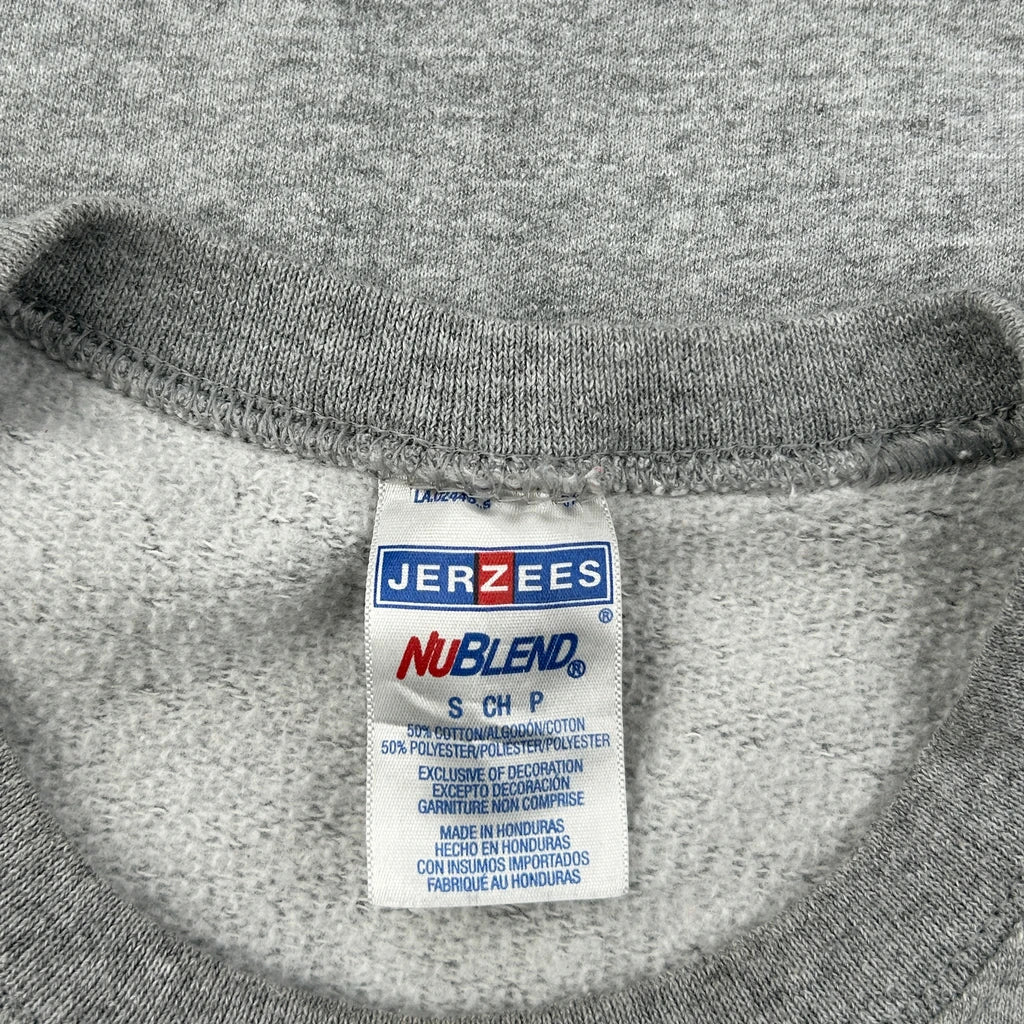 JERZEES
®
NUBLEND®
S CH P
50% COTTON/ALGODÓN/COTON
50% POLYESTER/POLIÉSTER/POLYESTER
EXCLUSIVE OF DECORATION
EXCEPTO DECORACIÓN
GARNITURE NON COMPRISE
MADE IN HONDURAS
HECHO EN HONDURAS
CON INSUMOS IMPORTADOS
FABRIQUÉ AU HONDURAS